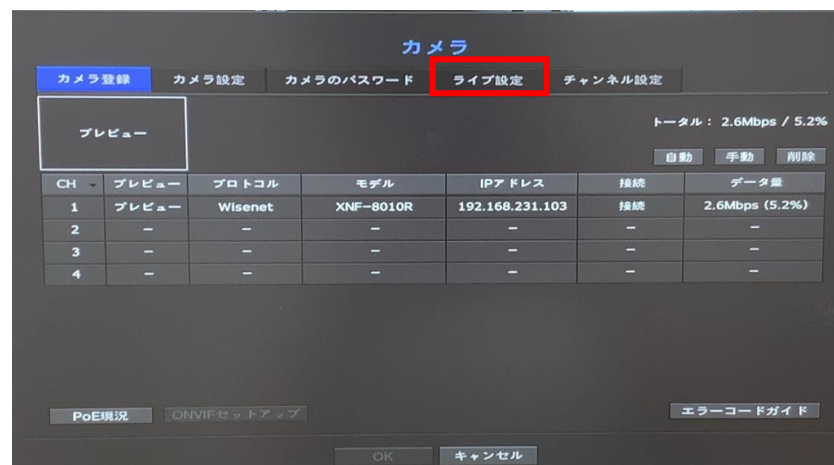 カメラ
カメラ登録 カメラ設定 カメラのパスワード ライブ設定 チャンネル設定
プレビュー
トータル： 2.6Mbps / 5.2%
自動 手動 削除
CH プレビュー プロトコル モデル IPアドレス 接続 データ量
1 プレビュー Wisenet XNF-8010R 192.168.231.103 接続 2.6Mbps (5.2%)
2 – – – – – –
3 – – – – – –
4 – – – – – –
PoE現況 ONVIFセットアップ エラーコードガイド
OK キャンセル